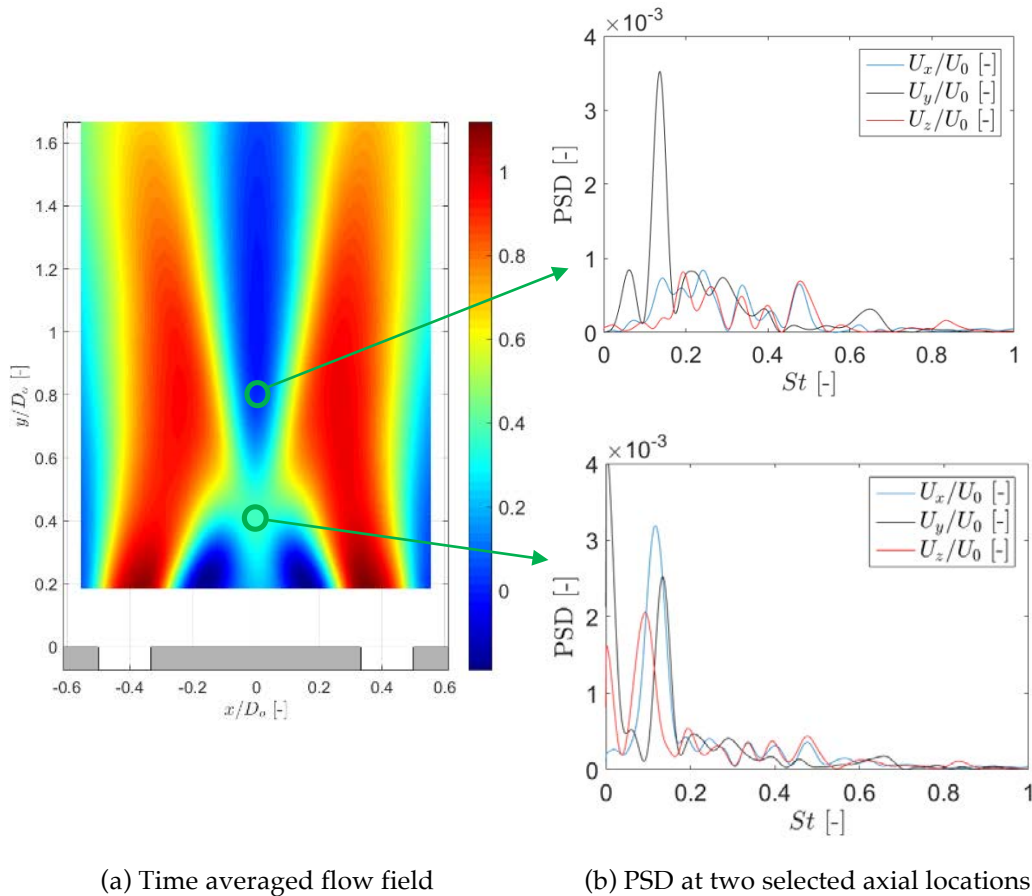 1.6
1.4
1.2
1
0.8
0.6
0.4
0.2
0
y/D_o [-]
-0.6 -0.4 -0.2 0 0.2 0.4 0.6
x/D_o [-]
1
0.8
0.6
0.4
0.2
0
×10⁻³
4
3
2
1
0
PSD [-]
U_x/U_0 [-]
U_y/U_0 [-]
U_z/U_0 [-]
0 0.2 0.4 0.6 0.8 1
St [-]
×10⁻³
4
3
2
1
0
PSD [-]
U_x/U_0 [-]
U_y/U_0 [-]
U_z/U_0 [-]
0 0.2 0.4 0.6 0.8 1
St [-]
(a) Time averaged flow field
(b) PSD at two selected axial locations